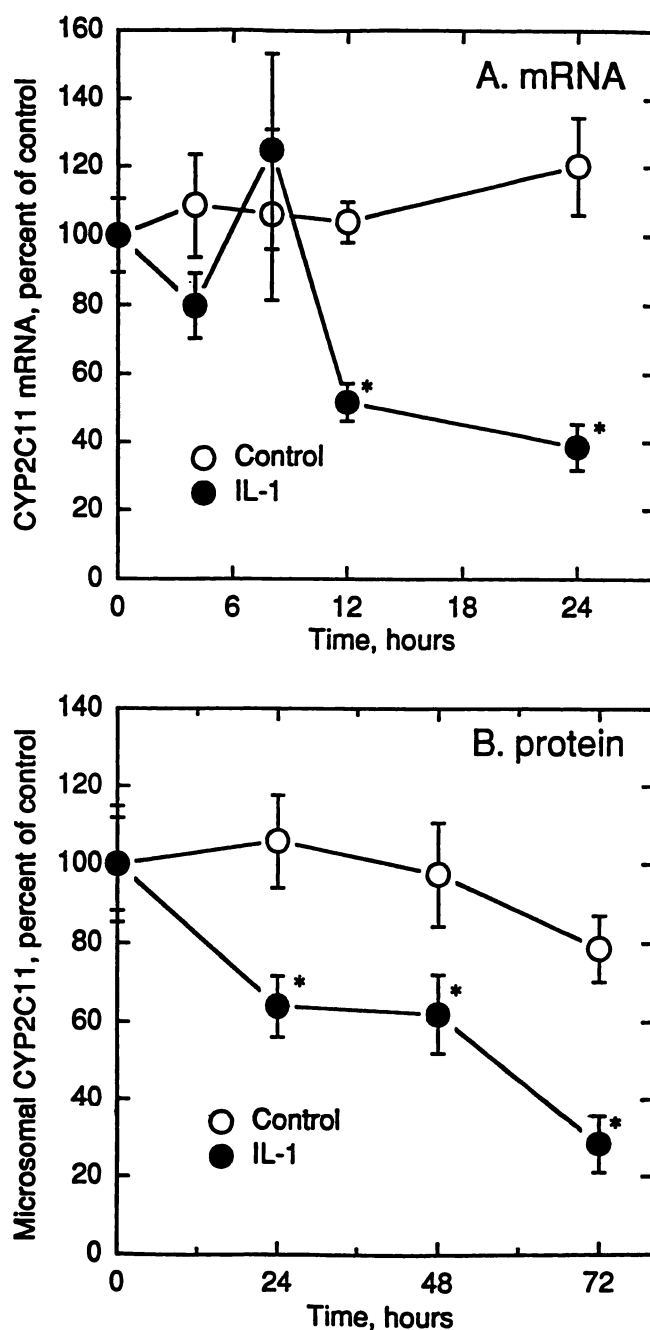 A. mRNA
CYP2C11 mRNA, percent of control
160
140
120
100
80
60
40
20
0
*
*
Control
IL-1
0 6 12 18 24
Time, hours
B. protein
Microsomal CYP2C11, percent of control
140
120
100
80
60
40
20
0
*
*
*
Control
IL-1
0 24 48 72
Time, hours